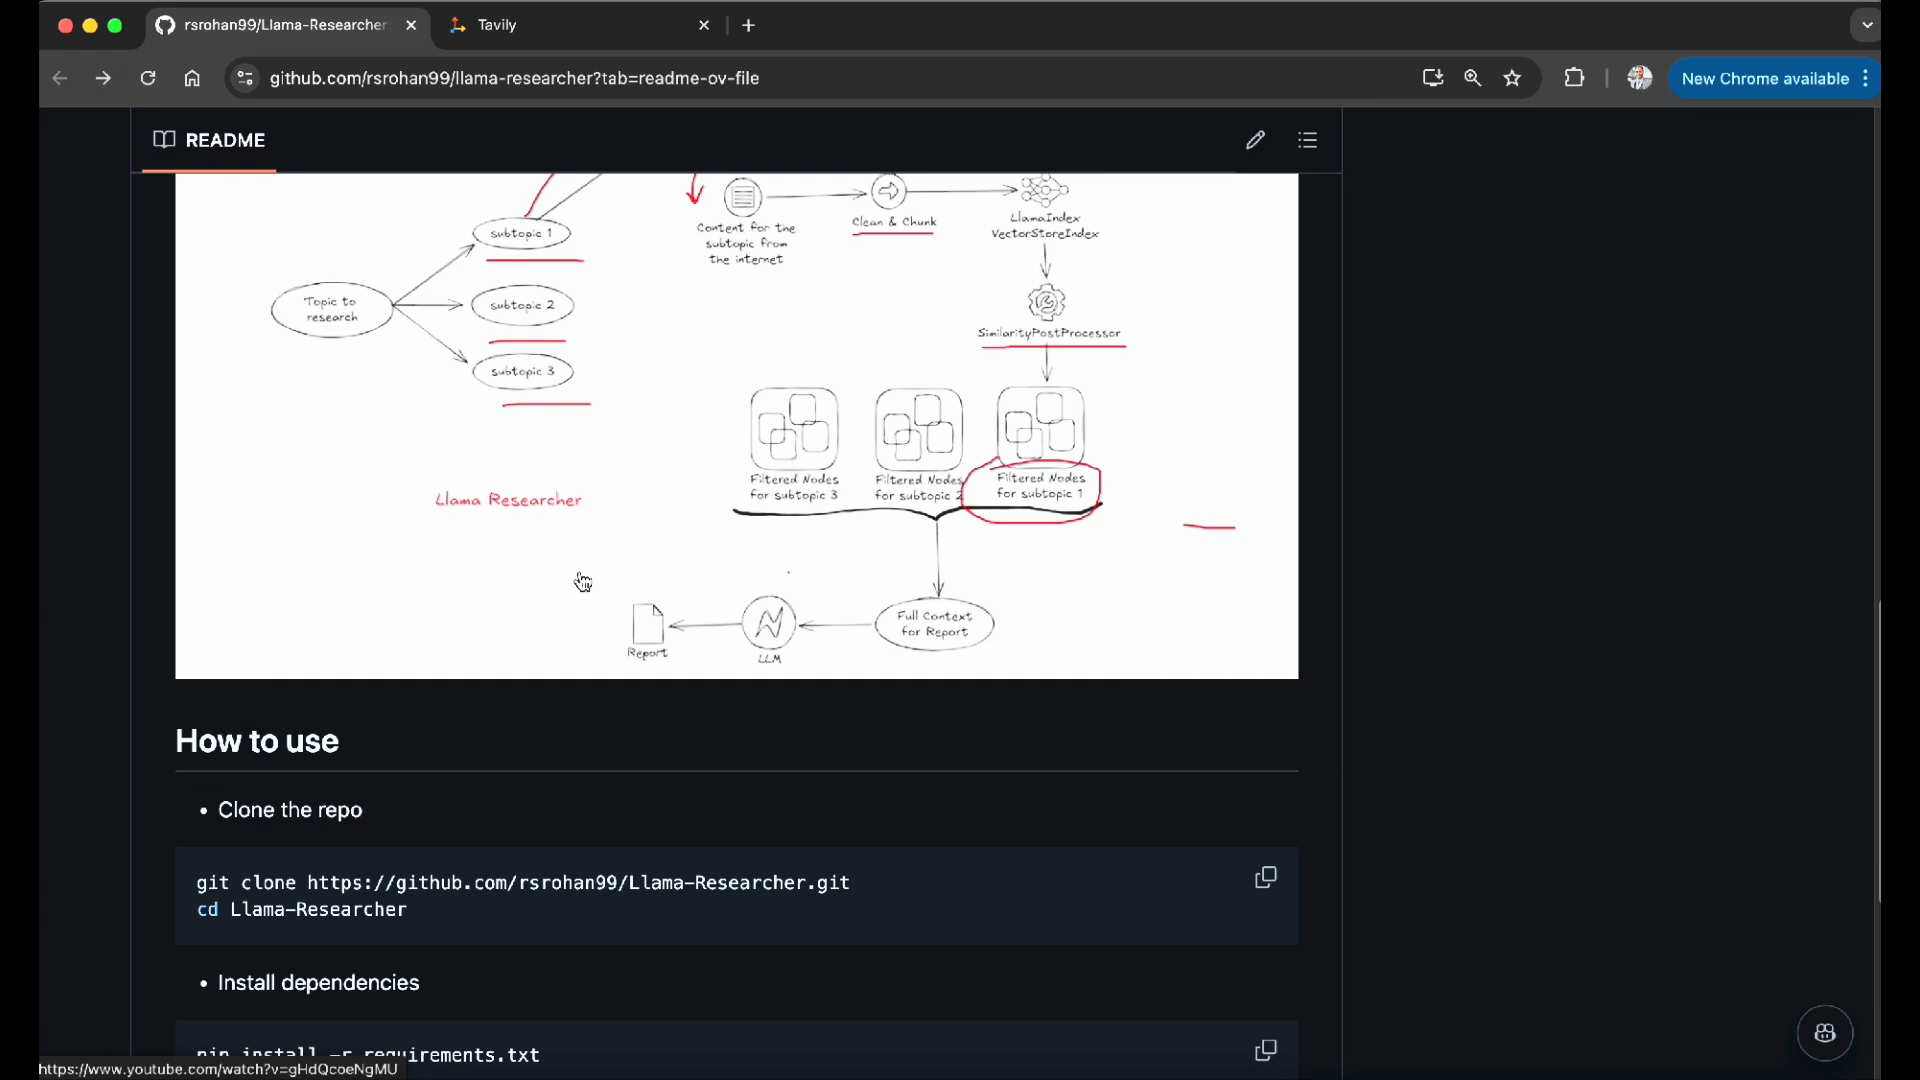 rsrohan99/Llama-Researcher
Tavily
github.com/rsrohan99/llama-researcher?tab=readme-ov-file
New Chrome available
README
Content for the
subtopic from
the internet
Clean & Chunk
LlamaIndex
VectorStoreIndex
subtopic 1
Topic to
research
subtopic 2
subtopic 3
SimilarityPostProcessor
Filtered Nodes
for subtopic 3
Filtered Nodes
for subtopic 2
Filtered Nodes
for subtopic 1
Llama Researcher
Full Context
for Report
Report
LLM
How to use
Clone the repo
git clone https://github.com/rsrohan99/Llama-Researcher.git
cd Llama-Researcher
Install dependencies
pip install -r requirements.txt
https://www.youtube.com/watch?v=gHdQcoeNgMU